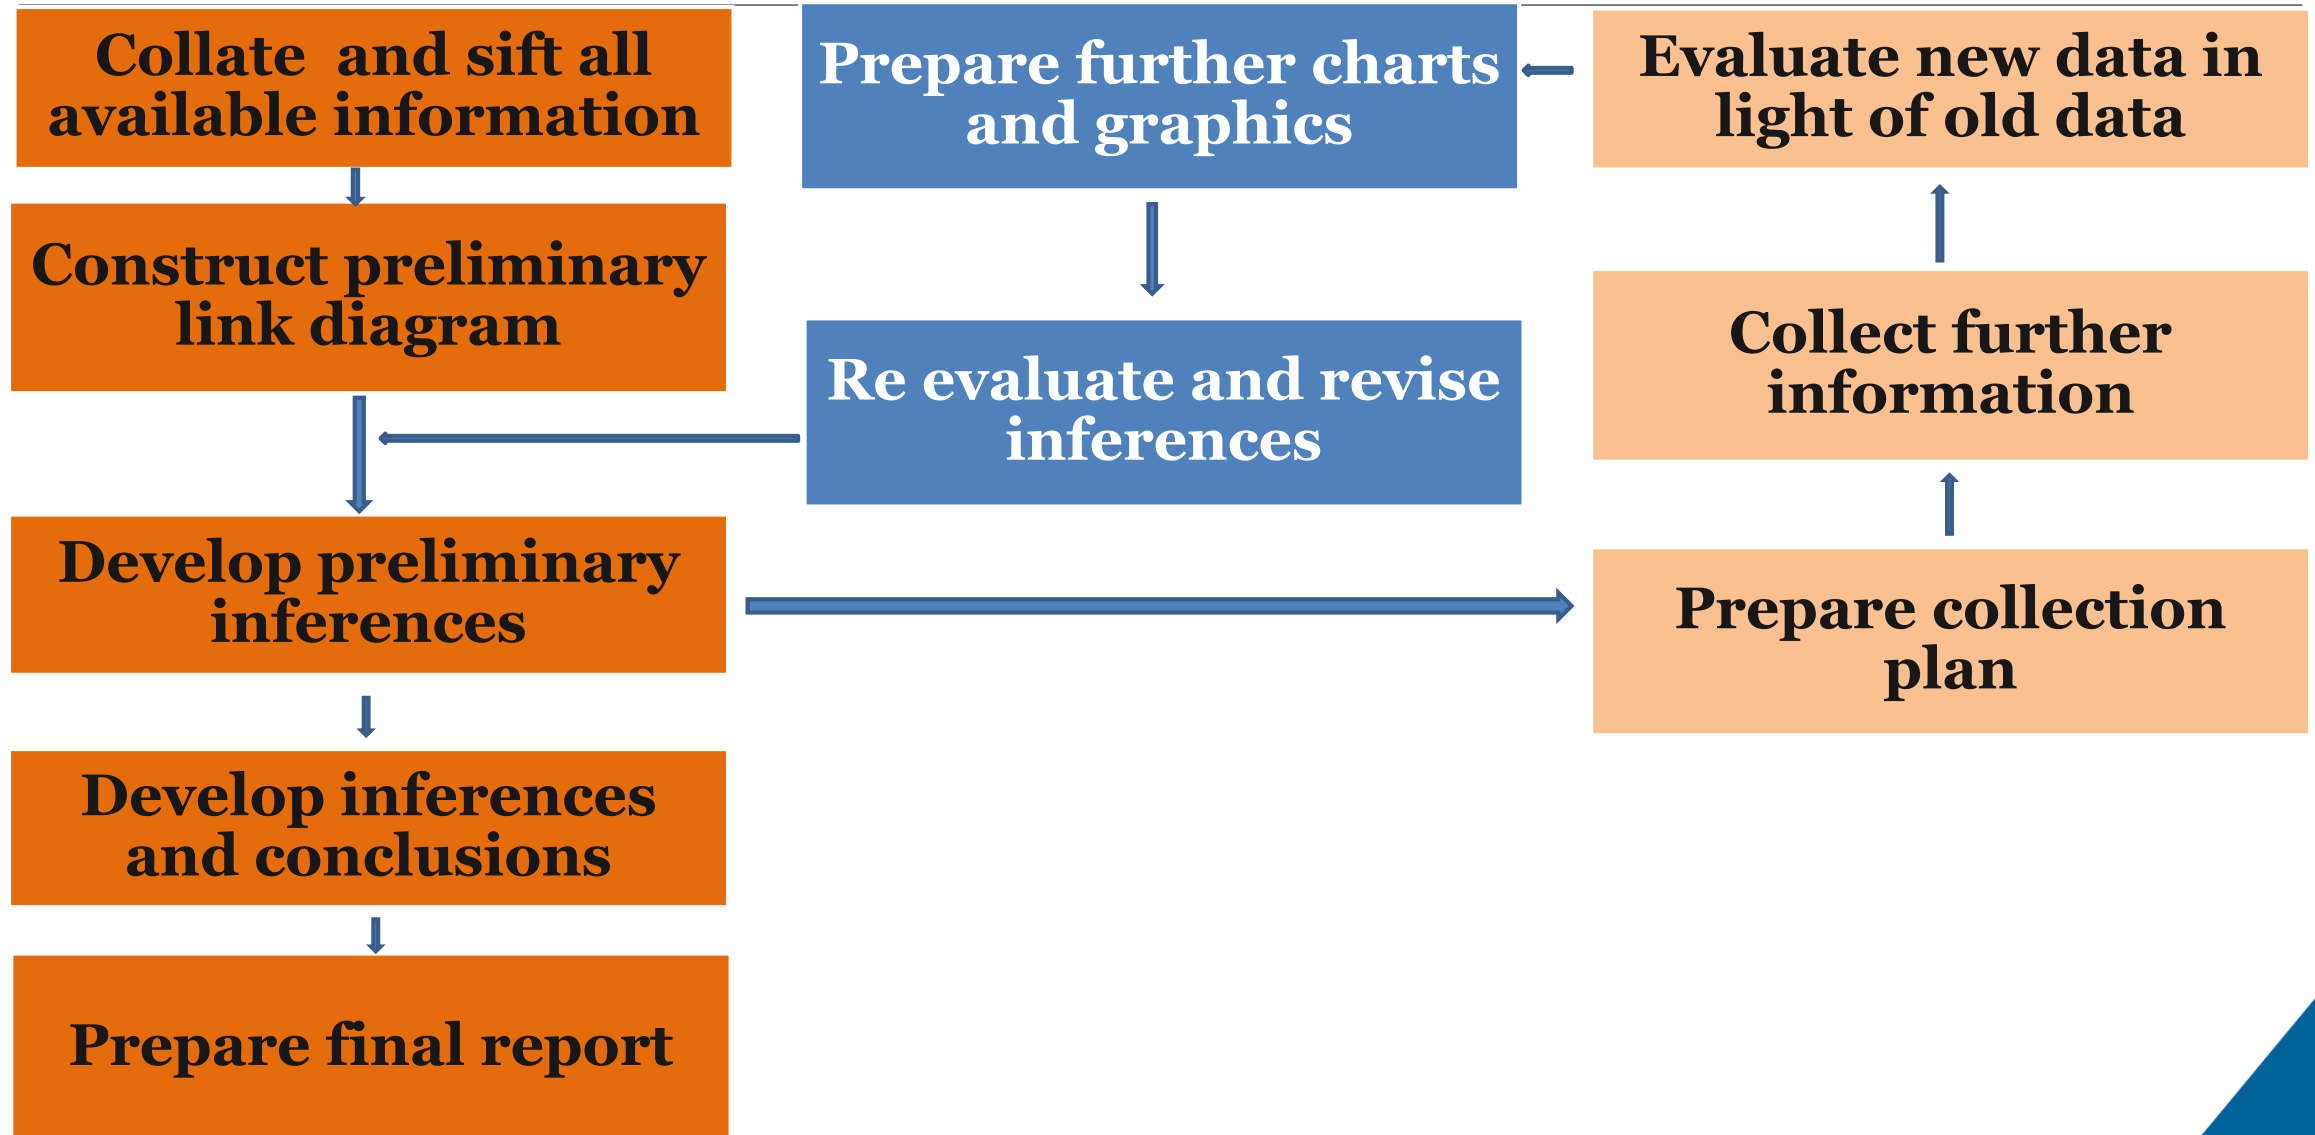 Collate  and sift all
available information
Construct preliminary
link diagram
Develop preliminary
inferences
Develop inferences
and conclusions
Prepare final report
Prepare further charts
and graphics
Re evaluate and revise
inferences
Evaluate new data in
light of old data
Collect further
information
Prepare collection
plan